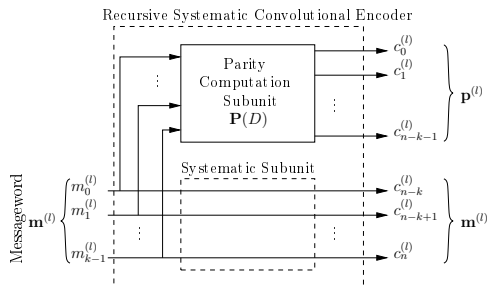 Recursive Systematic Convolutional Encoder
Parity
Computation
Subunit
P(D)
c_0^{(l)}
c_1^{(l)}
⋮
⋮
c_{n-k-1}^{(l)}
p^{(l)}
Systematic Subunit
Messageword
m^{(l)}
m_0^{(l)}
m_1^{(l)}
⋮
m_{k-1}^{(l)}
c_{n-k}^{(l)}
c_{n-k+1}^{(l)}
⋮
c_n^{(l)}
m^{(l)}